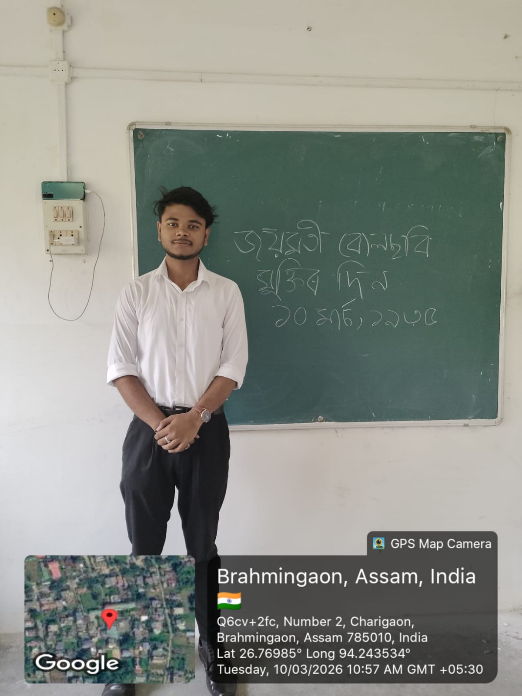 জয়মতী বোলছবি
মুক্তিৰ দিন
১০ মাৰ্চ, ১৯৩৫
GPS Map Camera
Brahmingaon, Assam, India
Q6cv+2fc, Number 2, Charigaon,
Brahmingaon, Assam 785010, India
Lat 26.76985° Long 94.243534°
Tuesday, 10/03/2026 10:57 AM GMT +05:30
Google